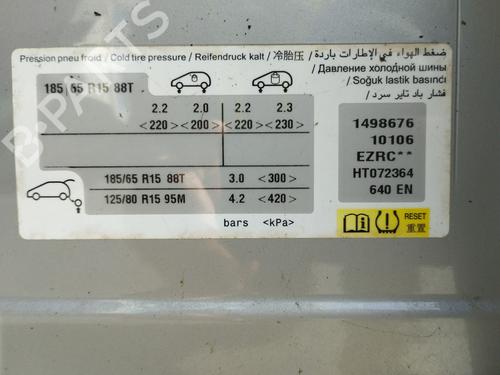 Pression pneu froid / Cold tire pressure / Reifendruck kalt / 冷胎压 / ضغط الهواء في الإطارات باردة
/ Давление холодной шины
/ Soğuk lastik basıncı
/ فشار باد تایر سرد
185/65 R15 88T
2.2 2.0 2.2 2.3
<220> <200> <220> <230>
185/65 R15 88T 3.0 <300>
125/80 R15 95M 4.2 <420>
bars <kPa>
1498676
10106
EZRC**
HT072364
640 EN
RESET
重置
B-PARTS